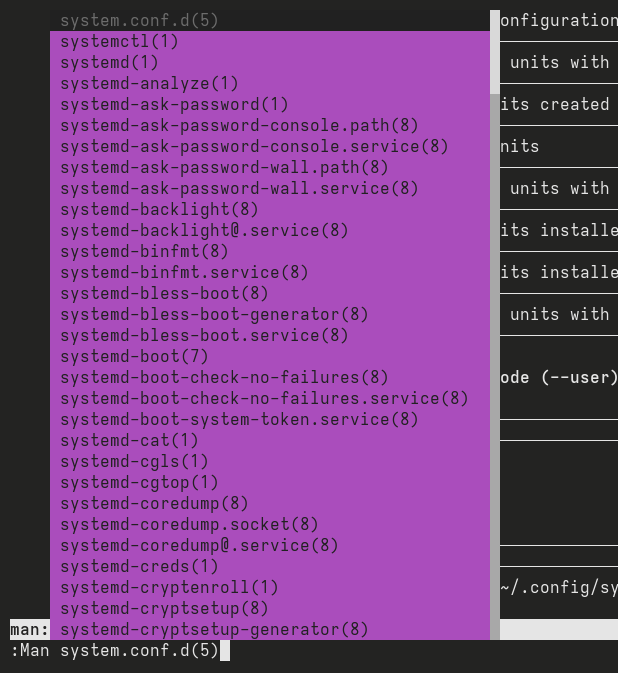 system.conf.d(5) onfiguration
systemctl(1)
systemd(1) units with
systemd-analyze(1)
systemd-ask-password(1) its created
systemd-ask-password-console.path(8)
systemd-ask-password-console.service(8) nits
systemd-ask-password-wall.path(8)
systemd-ask-password-wall.service(8) units with
systemd-backlight(8)
systemd-backlight@.service(8) its installe
systemd-binfmt(8)
systemd-binfmt.service(8) its installe
systemd-bless-boot(8)
systemd-bless-boot-generator(8) units with
systemd-bless-boot.service(8)
systemd-boot(7)
systemd-boot-check-no-failures(8) ode (--user)
systemd-boot-check-no-failures.service(8)
systemd-boot-system-token.service(8)
systemd-cat(1)
systemd-cgls(1)
systemd-cgtop(1)
systemd-coredump(8)
systemd-coredump.socket(8)
systemd-coredump@.service(8)
systemd-creds(1)
systemd-cryptenroll(1) ~/.config/sy
systemd-cryptsetup(8)
man: systemd-cryptsetup-generator(8)
:Man system.conf.d(5)